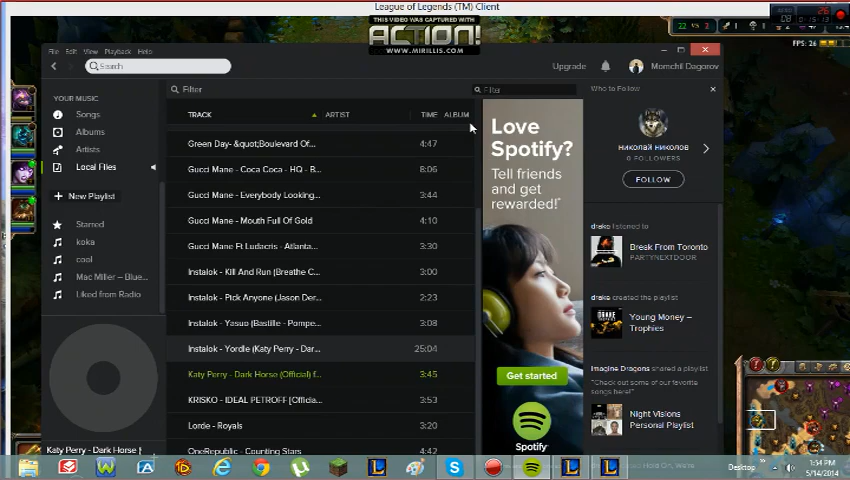 League of Legends (TM) Client
THIS VIDEO WAS CAPTURED WITH
ACTION!
WWW.MIRILLIS.COM
22 vs 2
FPS: 26
File Edit View Playback Help
Search
Upgrade
Momchil Dagorov
YOUR MUSIC
Songs
Albums
Artists
Local Files
New Playlist
Starred
koka
cool
Mac Miller – Blue...
Liked from Radio
Katy Perry - Dark Horse (
Filter
Filter
TRACK ARTIST TIME ALBUM
Green Day- &quot;Boulevard Of... 4:47
Gucci Mane - Coca Coca - HQ - B... 8:06
Gucci Mane - Everybody Looking... 3:44
Gucci Mane - Mouth Full Of Gold 4:10
Gucci Mane Ft Ludacris - Atlanta... 3:30
Instalok - Kill And Run (Breathe C... 3:00
Instalok - Pick Anyone (Jason Der... 2:23
Instalok - Yasuo (Bastille - Pompe... 3:08
Instalok - Yordle (Katy Perry - Dar... 25:04
Katy Perry - Dark Horse (Official) f... 3:45
KRISKO - IDEAL PETROFF [Officia... 3:53
Lorde - Royals 3:20
OneRepublic - Counting Stars 4:42
Love
Spotify?
Tell friends
and get
rewarded!*
Get started
Spotify
Who to Follow
николай николов
0 FOLLOWERS
FOLLOW
drake listened to
Break From Toronto
PARTYNEXTDOOR
drake created the playlist
Young Money –
Trophies
Imagine Dragons shared a playlist
"Check out some of our favorite
songs here!"
Night Visions
Personal Playlist
Desktop
1:54 PM
5/14/2014